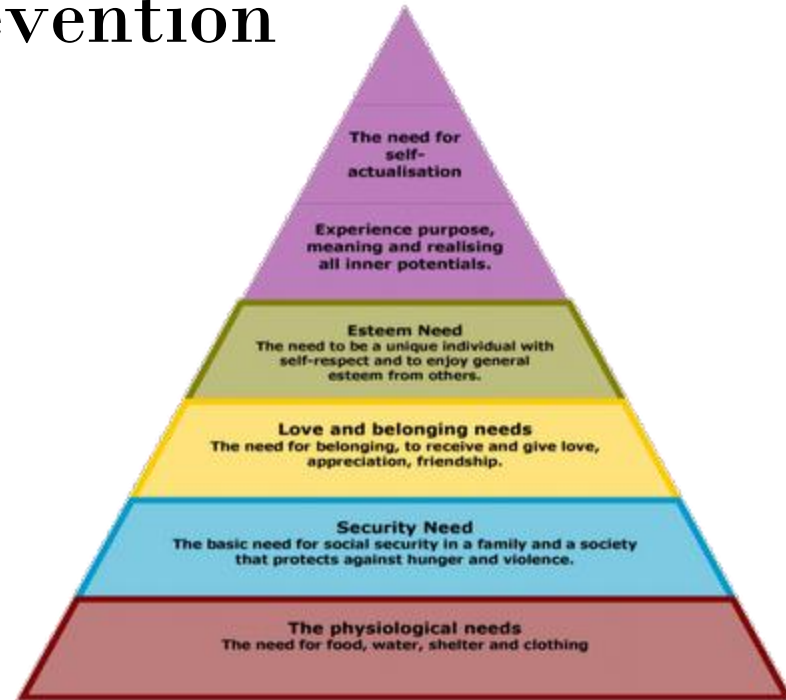 evention
The need for
self-
actualisation
Experience purpose,
meaning and realising
all inner potentials.
Esteem Need
The need to be a unique individual with
self-respect and to enjoy general
esteem from others.
Love and belonging needs
The need for belonging, to receive and give love,
appreciation, friendship.
Security Need
The basic need for social security in a family and a society
that protects against hunger and violence.
The physiological needs
The need for food, water, shelter and clothing